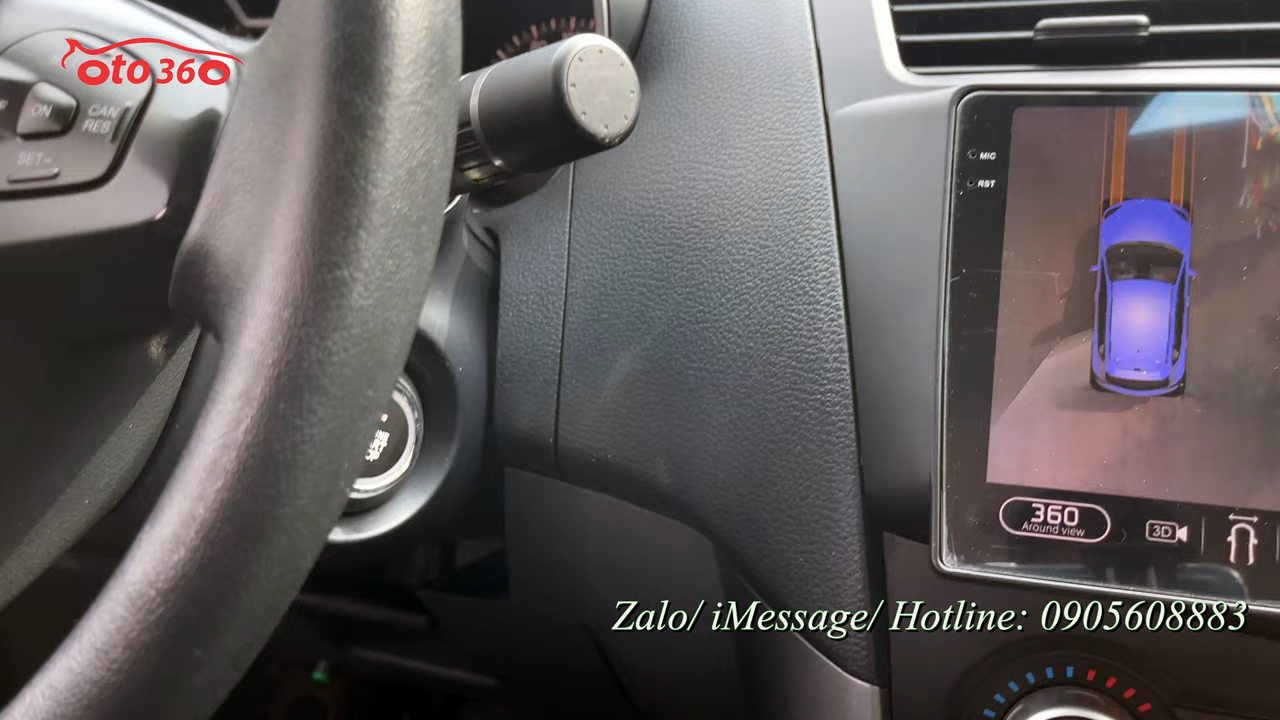 oto360
ON
CAN
RES
SET-
MIC
RST
360
Around view
3D
Zalo/ iMessage/ Hotline: 0905608883